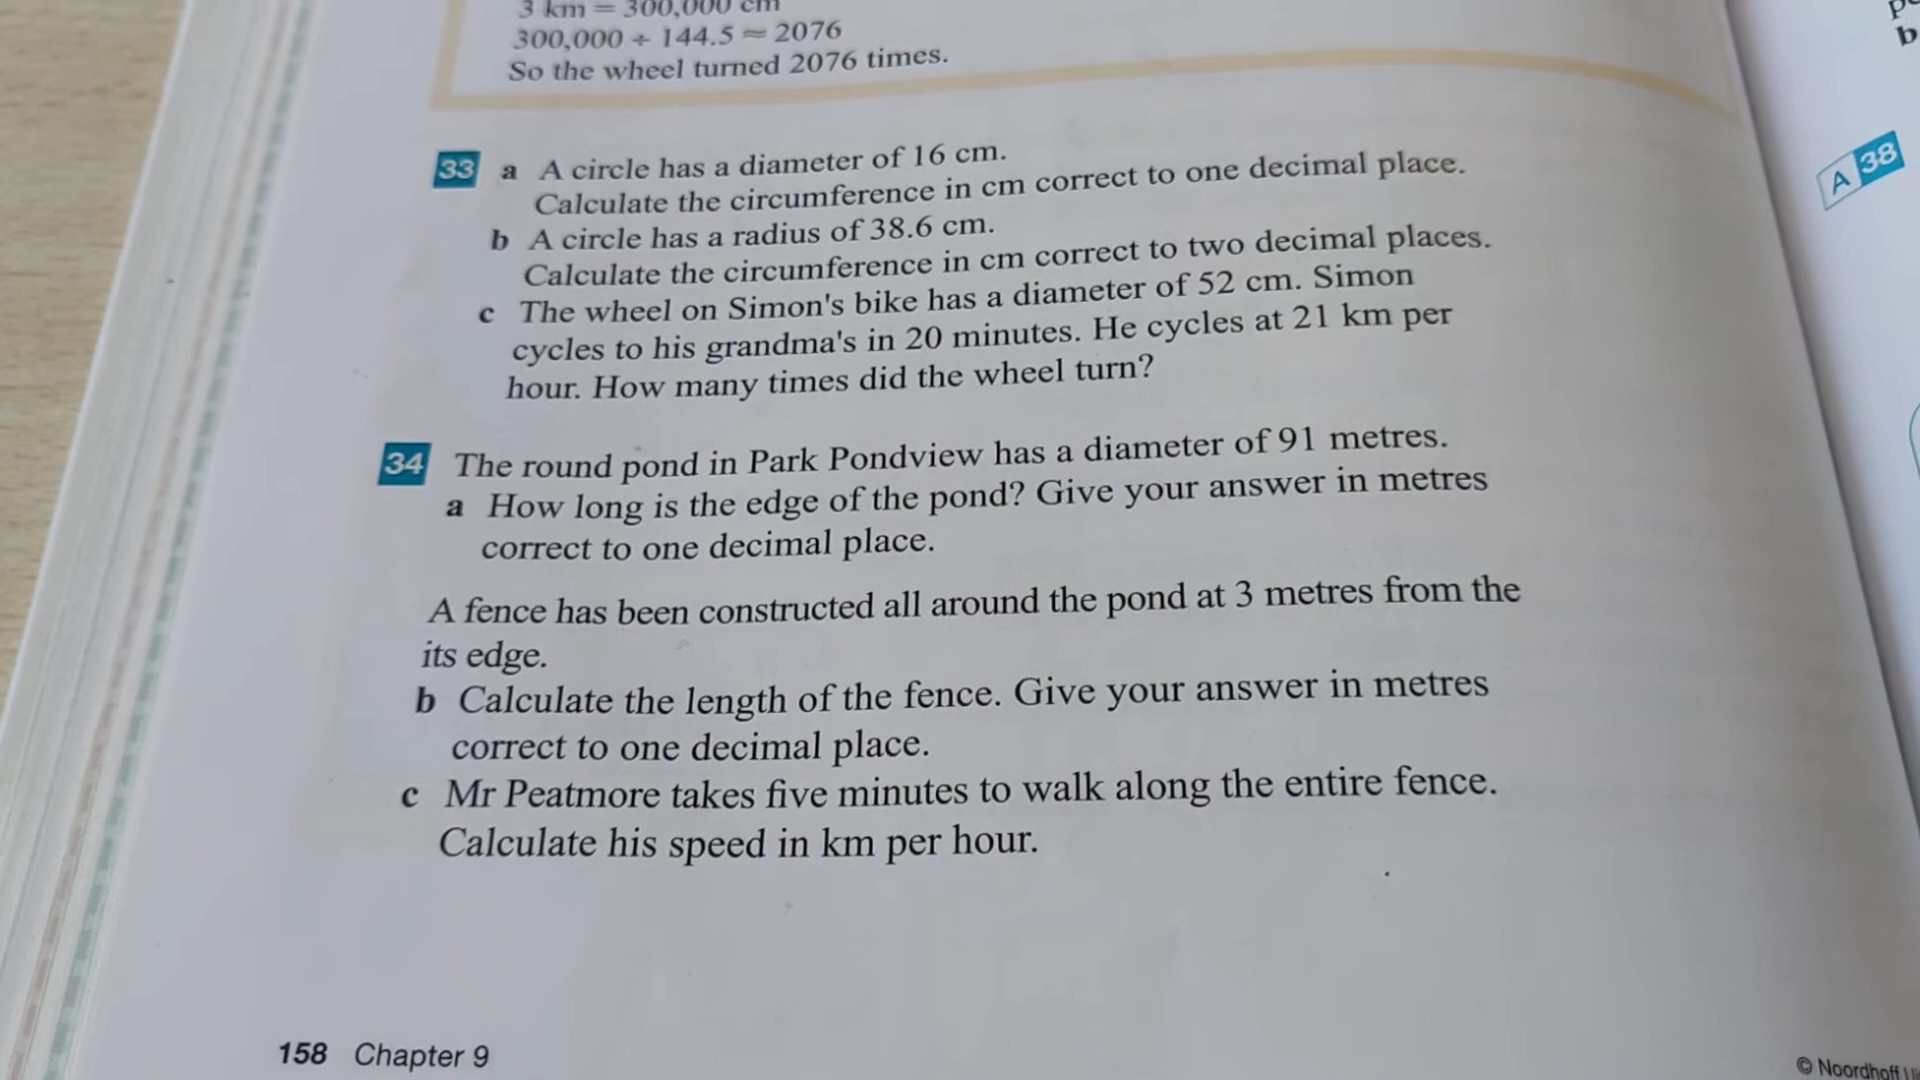 3 km = 300,000 cm
300,000 ÷ 144.5 ≈ 2076
So the wheel turned 2076 times.
33 a A circle has a diameter of 16 cm.
Calculate the circumference in cm correct to one decimal place.
b A circle has a radius of 38.6 cm.
Calculate the circumference in cm correct to two decimal places.
c The wheel on Simon's bike has a diameter of 52 cm. Simon
cycles to his grandma's in 20 minutes. He cycles at 21 km per
hour. How many times did the wheel turn?
34 The round pond in Park Pondview has a diameter of 91 metres.
a How long is the edge of the pond? Give your answer in metres
correct to one decimal place.
A fence has been constructed all around the pond at 3 metres from the
its edge.
b Calculate the length of the fence. Give your answer in metres
correct to one decimal place.
c Mr Peatmore takes five minutes to walk along the entire fence.
Calculate his speed in km per hour.
158 Chapter 9
b
A 38
© Noordhoff